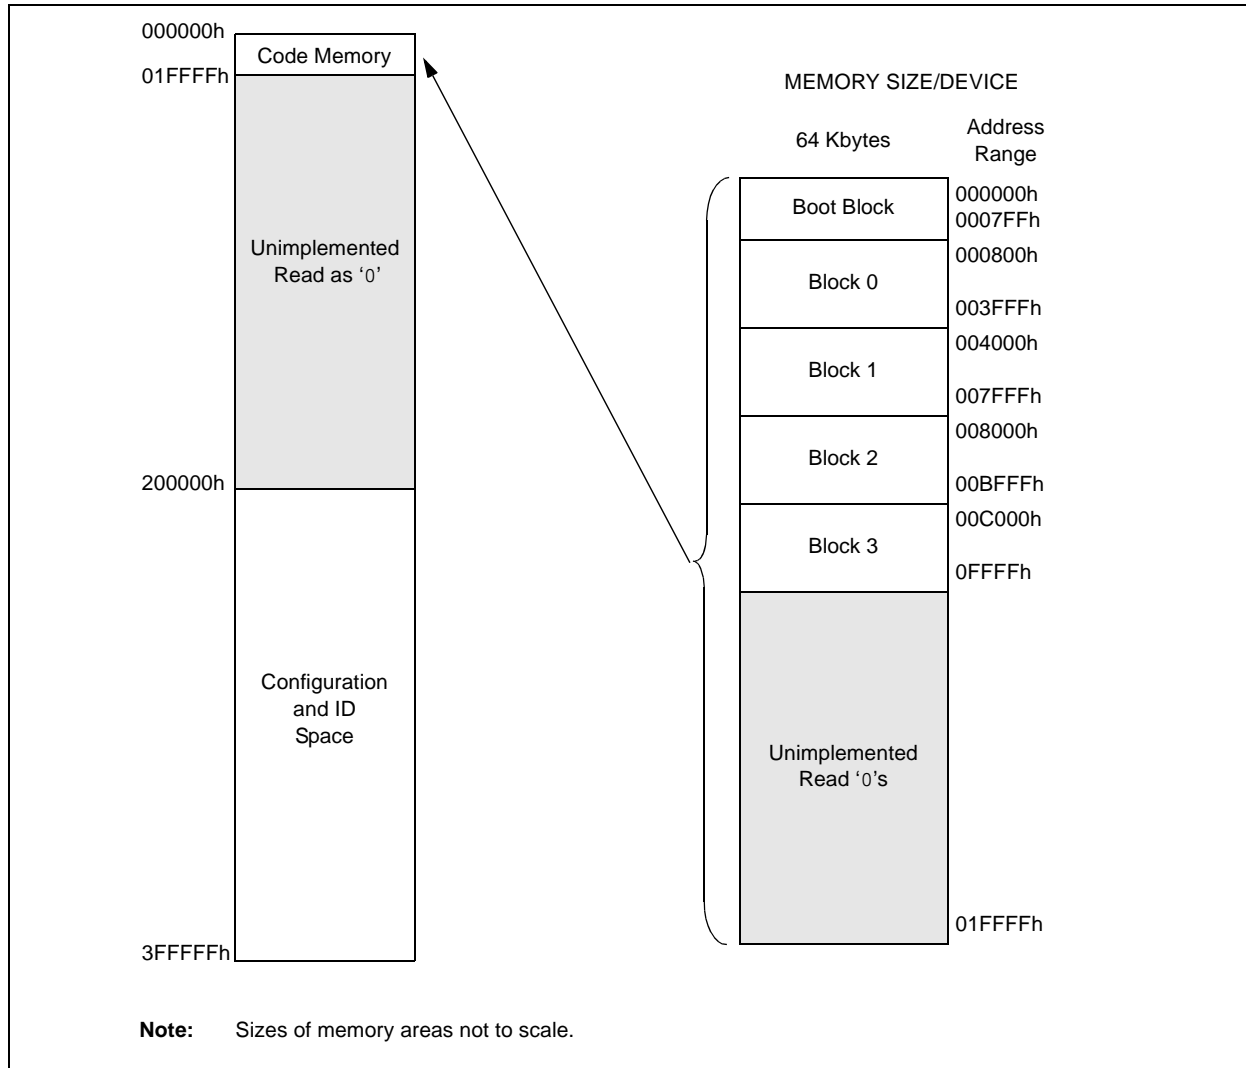 000000h
Code Memory
01FFFFh
Unimplemented
Read as ‘0’
200000h
Configuration
and ID
Space
3FFFFFh
MEMORY SIZE/DEVICE
64 Kbytes
Address
Range
Boot Block
000000h
0007FFh
Block 0
000800h
003FFFh
Block 1
004000h
007FFFh
Block 2
008000h
00BFFFh
Block 3
00C000h
0FFFFh
Unimplemented
Read ‘0’s
01FFFFh
Note: Sizes of memory areas not to scale.